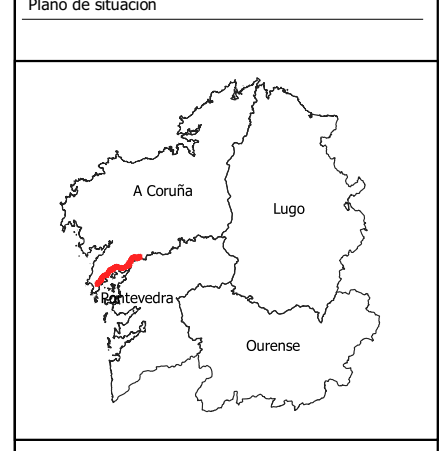 Plano de situación
A Coruña
Lugo
Pontevedra
Ourense